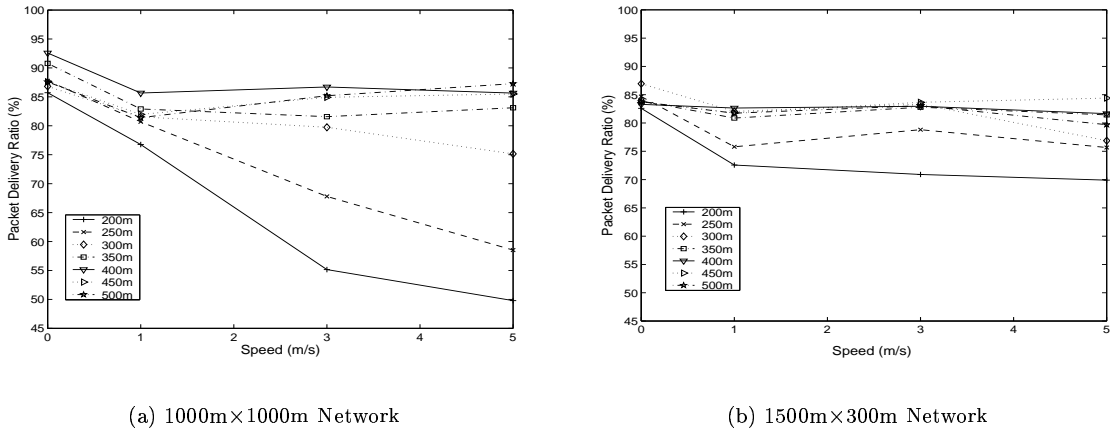 100
95
90
85
80
75
70
65
60
55
50
45
Packet Delivery Ratio (%)
200m
250m
300m
350m
400m
450m
500m
0 1 2 3 4 5
Speed (m/s)
(a) 1000m×1000m Network
100
95
90
85
80
75
70
65
60
55
50
45
Packet Delivery Ratio (%)
200m
250m
300m
350m
400m
450m
500m
0 1 2 3 4 5
Speed (m/s)
(b) 1500m×300m Network